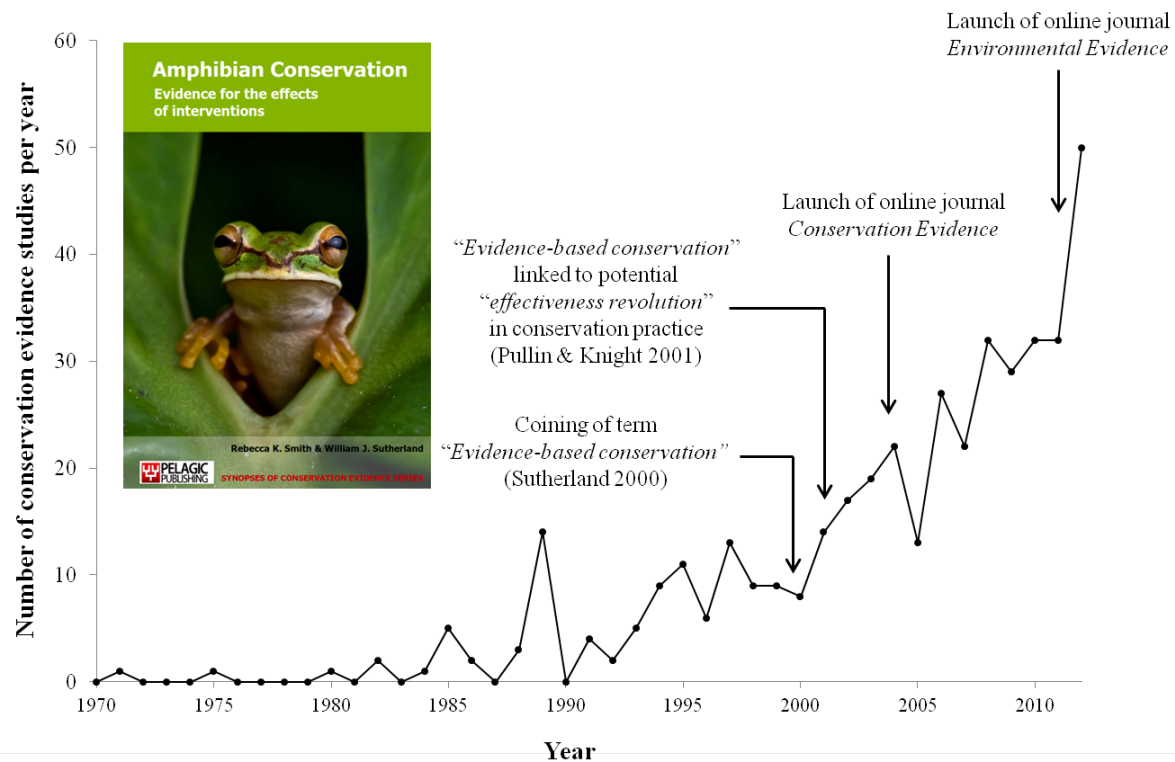 Launch of online journal
Environmental Evidence
60
50
40
30
20
10
0
Number of conservation evidence studies per year
Amphibian Conservation
Evidence for the effects
of interventions
Rebecca K. Smith & William J. Sutherland
PELAGIC
PUBLISHING
SYNOPSES OF CONSERVATION EVIDENCE SERIES
Launch of online journal
Conservation Evidence
“Evidence-based conservation”
linked to potential
“effectiveness revolution”
in conservation practice
(Pullin & Knight 2001)
Coining of term
“Evidence-based conservation”
(Sutherland 2000)
1970 1975 1980 1985 1990 1995 2000 2005 2010
Year